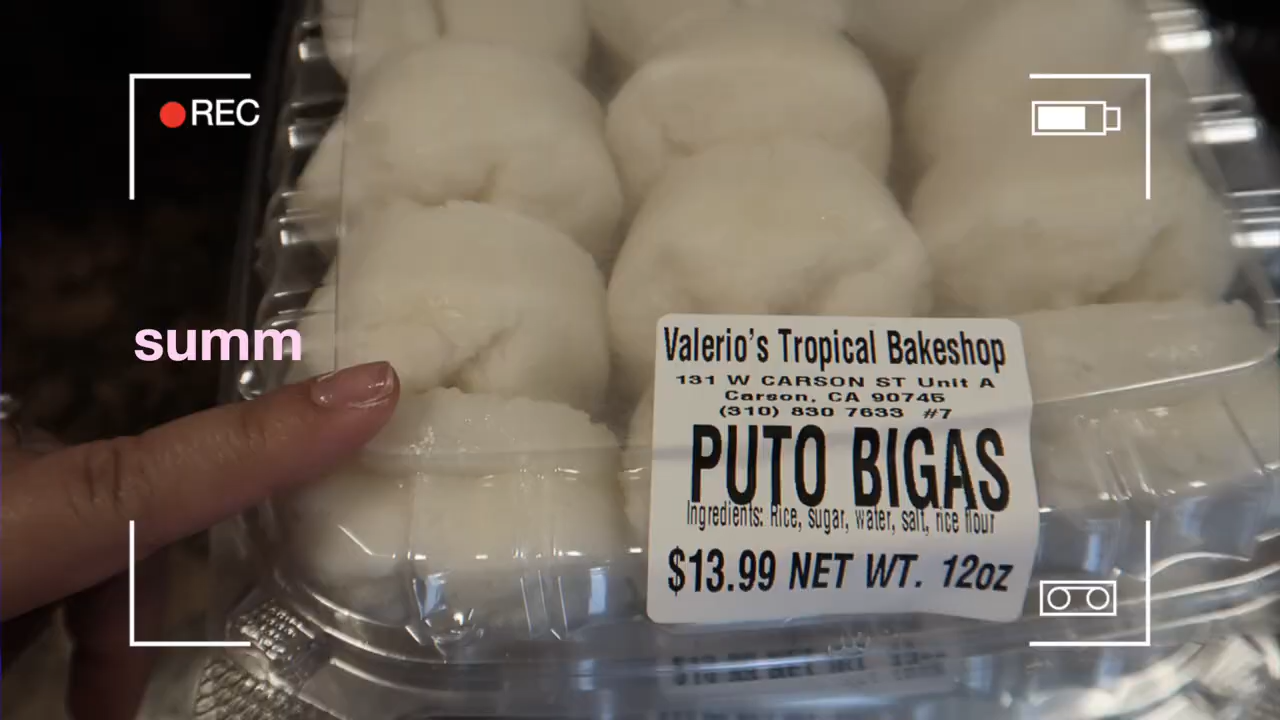 REC
summ
Valerio's Tropical Bakeshop
131 W CARSON ST Unit A
Carson, CA 90745
(310) 830 7633 #7
PUTO BIGAS
Ingredients: Rice, sugar, water, salt, rice flour
$13.99 NET WT. 12oz